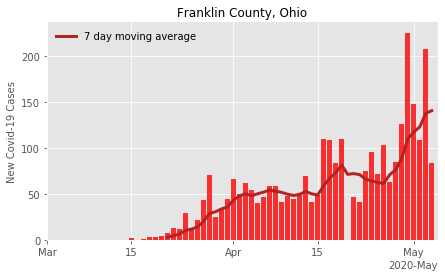 Franklin County, Ohio
7 day moving average
New Covid-19 Cases
200
150
100
50
0
Mar
15
Apr
15
May
2020-May